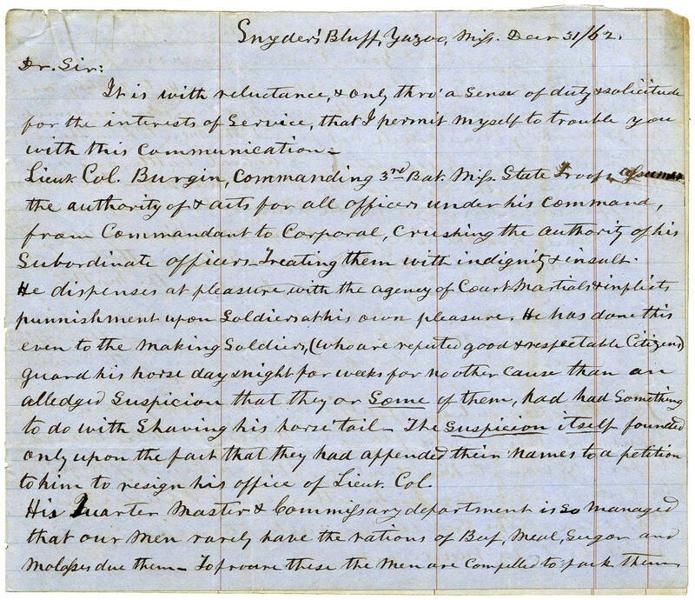 Snyder's Bluff, Yazoo, Miss. Decr 31/62.
Dr. Sir:
It is with reluctance, & only thro' a sense of duty & solicitude
for the interests of Service, that I permit myself to trouble you
with this communication –
Lieut. Col. Burgin, Commanding 3rd Bat. Miss. State Troops, assumes
the authority of & acts for all officers under his command,
from Commandant to Corporal, Crushing the authority of his
Subordinate officers – Treating them with indignity & insult.
He dispenses at pleasure with the agency of Court Martials & inflicts
punnishment upon Soldiers at his own pleasure. He has done this
even to the making Soldiers, (who are reputed good & respectable Citizens)
guard his horse day & night for weeks for no other cause than an
alledged Suspicion that they or Some of them, had had Something
to do with Shaving his horse tail – The suspicion itself founded
only upon the fact that they had appended their names to a petition
to him to resign his office of Lieut. Col.
His Quarter Master & Commissary department is so managed
that our men rarely have the rations of Beef, Meal, Sugar and
Molasses due them – To procure these the men are compelled to pack them